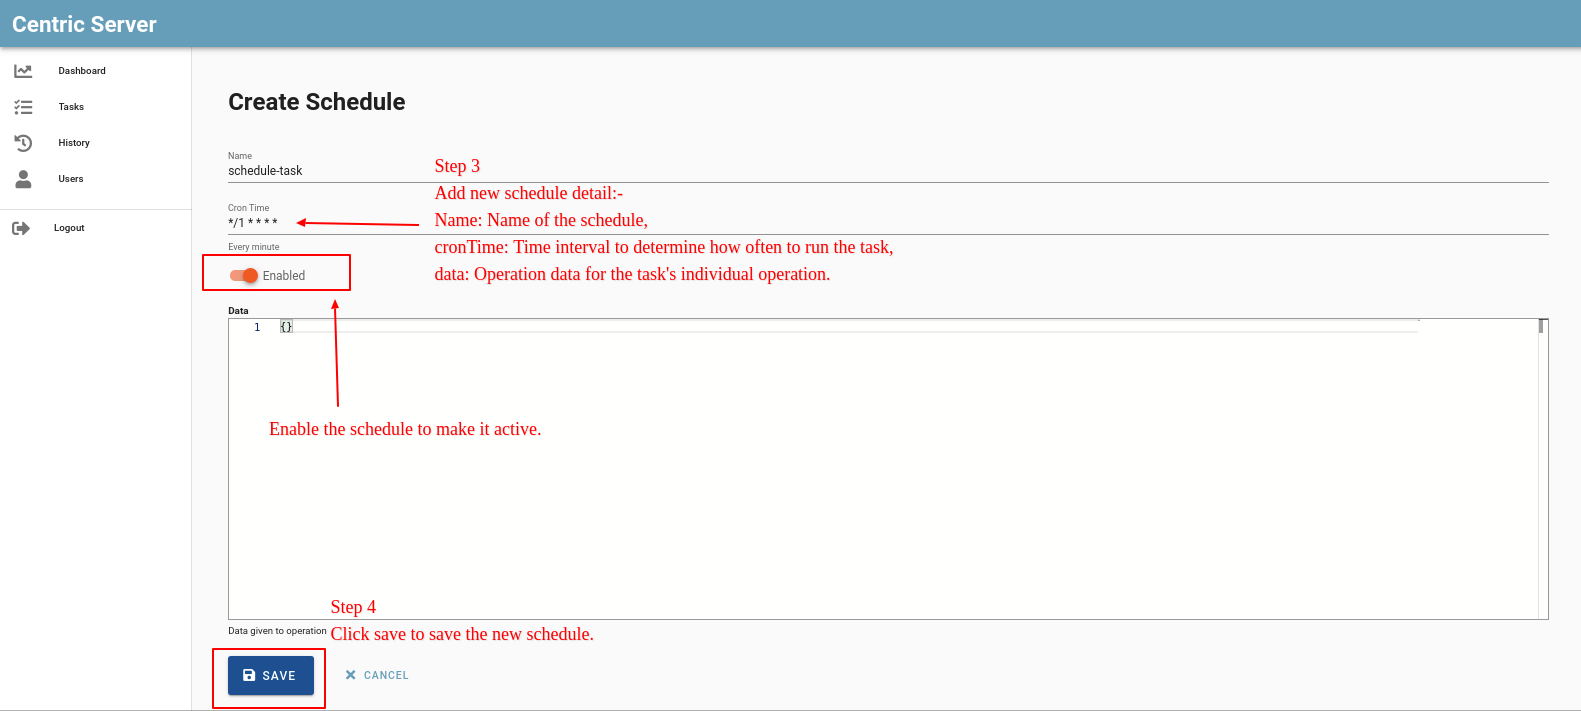 Centric Server
Dashboard
Tasks
History
Users
Logout
Create Schedule
Name
schedule-task
Step 3
Add new schedule detail:-
Cron Time
*/1 * * * *
Name: Name of the schedule,
Every minute
cronTime: Time interval to determine how often to run the task,
Enabled
data: Operation data for the task's individual operation.
Data
1 {}
Enable the schedule to make it active.
Step 4
Data given to operation
Click save to save the new schedule.
SAVE
CANCEL